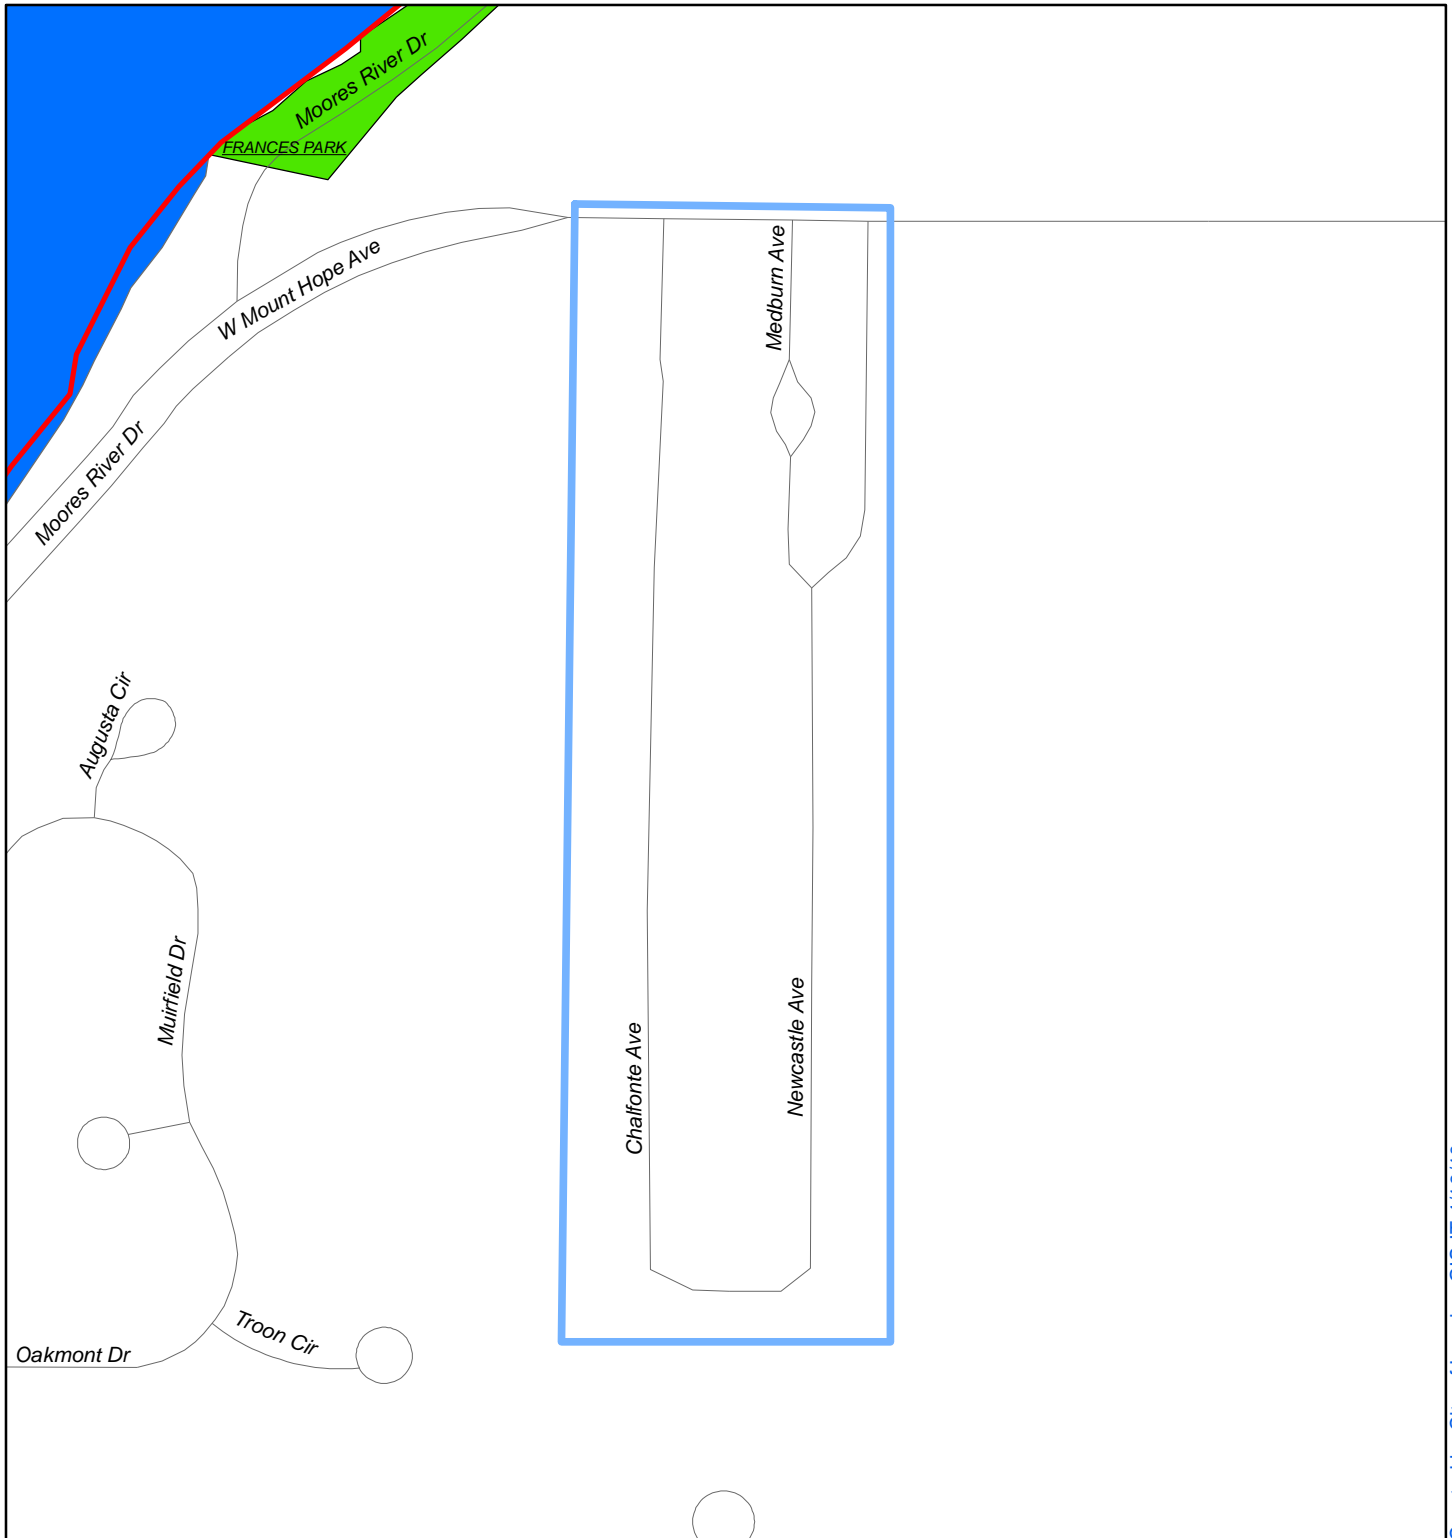 Moores River Dr
FRANCES PARK
W Mount Hope Ave
Medburn Ave
Moores River Dr
Augusta Cir
Muirfield Dr
Chalfonte Ave
Newcastle Ave
Troon Cir
Oakmont Dr